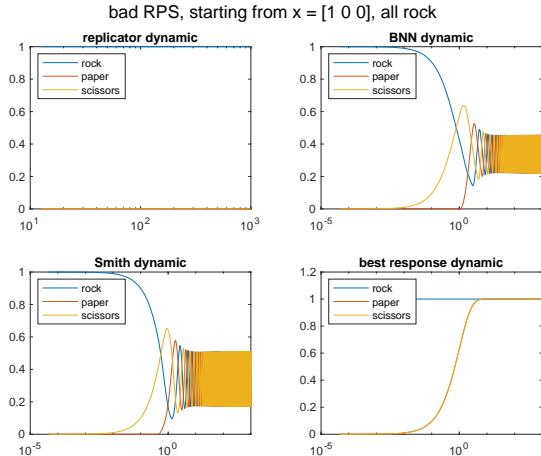 bad RPS, starting from x = [1 0 0], all rock
replicator dynamic
1
0.8
0.6
0.4
0.2
0
rock
paper
scissors
10^1
10^2
10^3
BNN dynamic
1
0.8
0.6
0.4
0.2
0
rock
paper
scissors
10^-5
10^0
Smith dynamic
1
0.8
0.6
0.4
0.2
0
rock
paper
scissors
10^-5
10^0
best response dynamic
1.2
1
0.8
0.6
0.4
0.2
0
rock
paper
scissors
10^-5
10^0